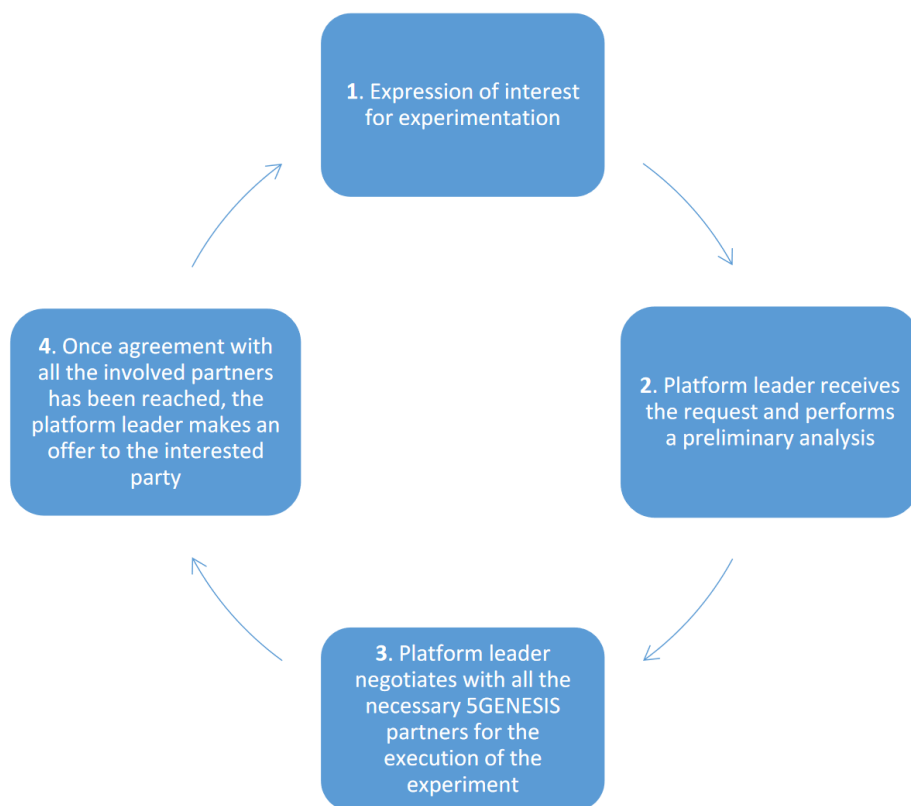 1. Expression of interest
for experimentation
2. Platform leader receives
the request and performs
a preliminary analysis
3. Platform leader
negotiates with all the
necessary 5GENESIS
partners for the
execution of the
experiment
4. Once agreement with
all the involved partners
has been reached, the
platform leader makes an
offer to the interested
party